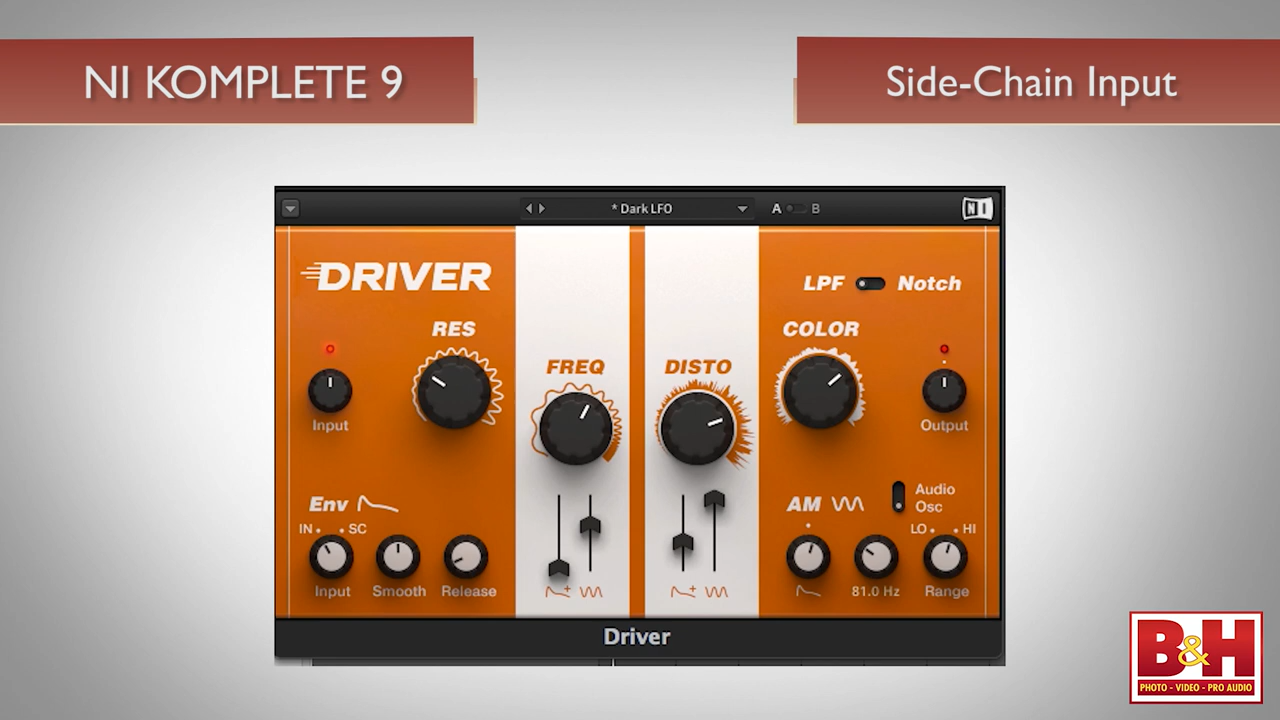 NI KOMPLETE 9
Side-Chain Input
* Dark LFO
A B
NI
DRIVER
LPF Notch
RES
COLOR
FREQ
DISTO
Input
Output
Env
AM
Audio
Osc
IN SC
LO HI
Input Smooth Release
81.0 Hz Range
Driver
B&H
PHOTO - VIDEO - PRO AUDIO